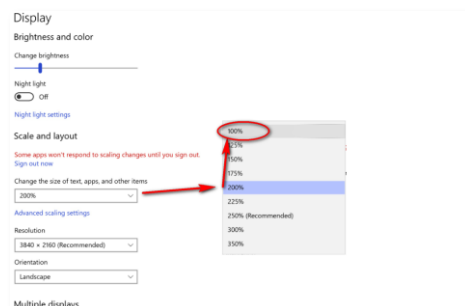 Display
Brightness and color
Change brightness
Night light
Off
Night light settings
Scale and layout
Some apps won't respond to scaling changes until you sign out.
Sign out now
Change the size of text, apps, and other items
200%
Advanced scaling settings
Resolution
3840 × 2160 (Recommended)
Orientation
Landscape
Multiple displays
100%
125%
150%
175%
200%
225%
250% (Recommended)
300%
350%